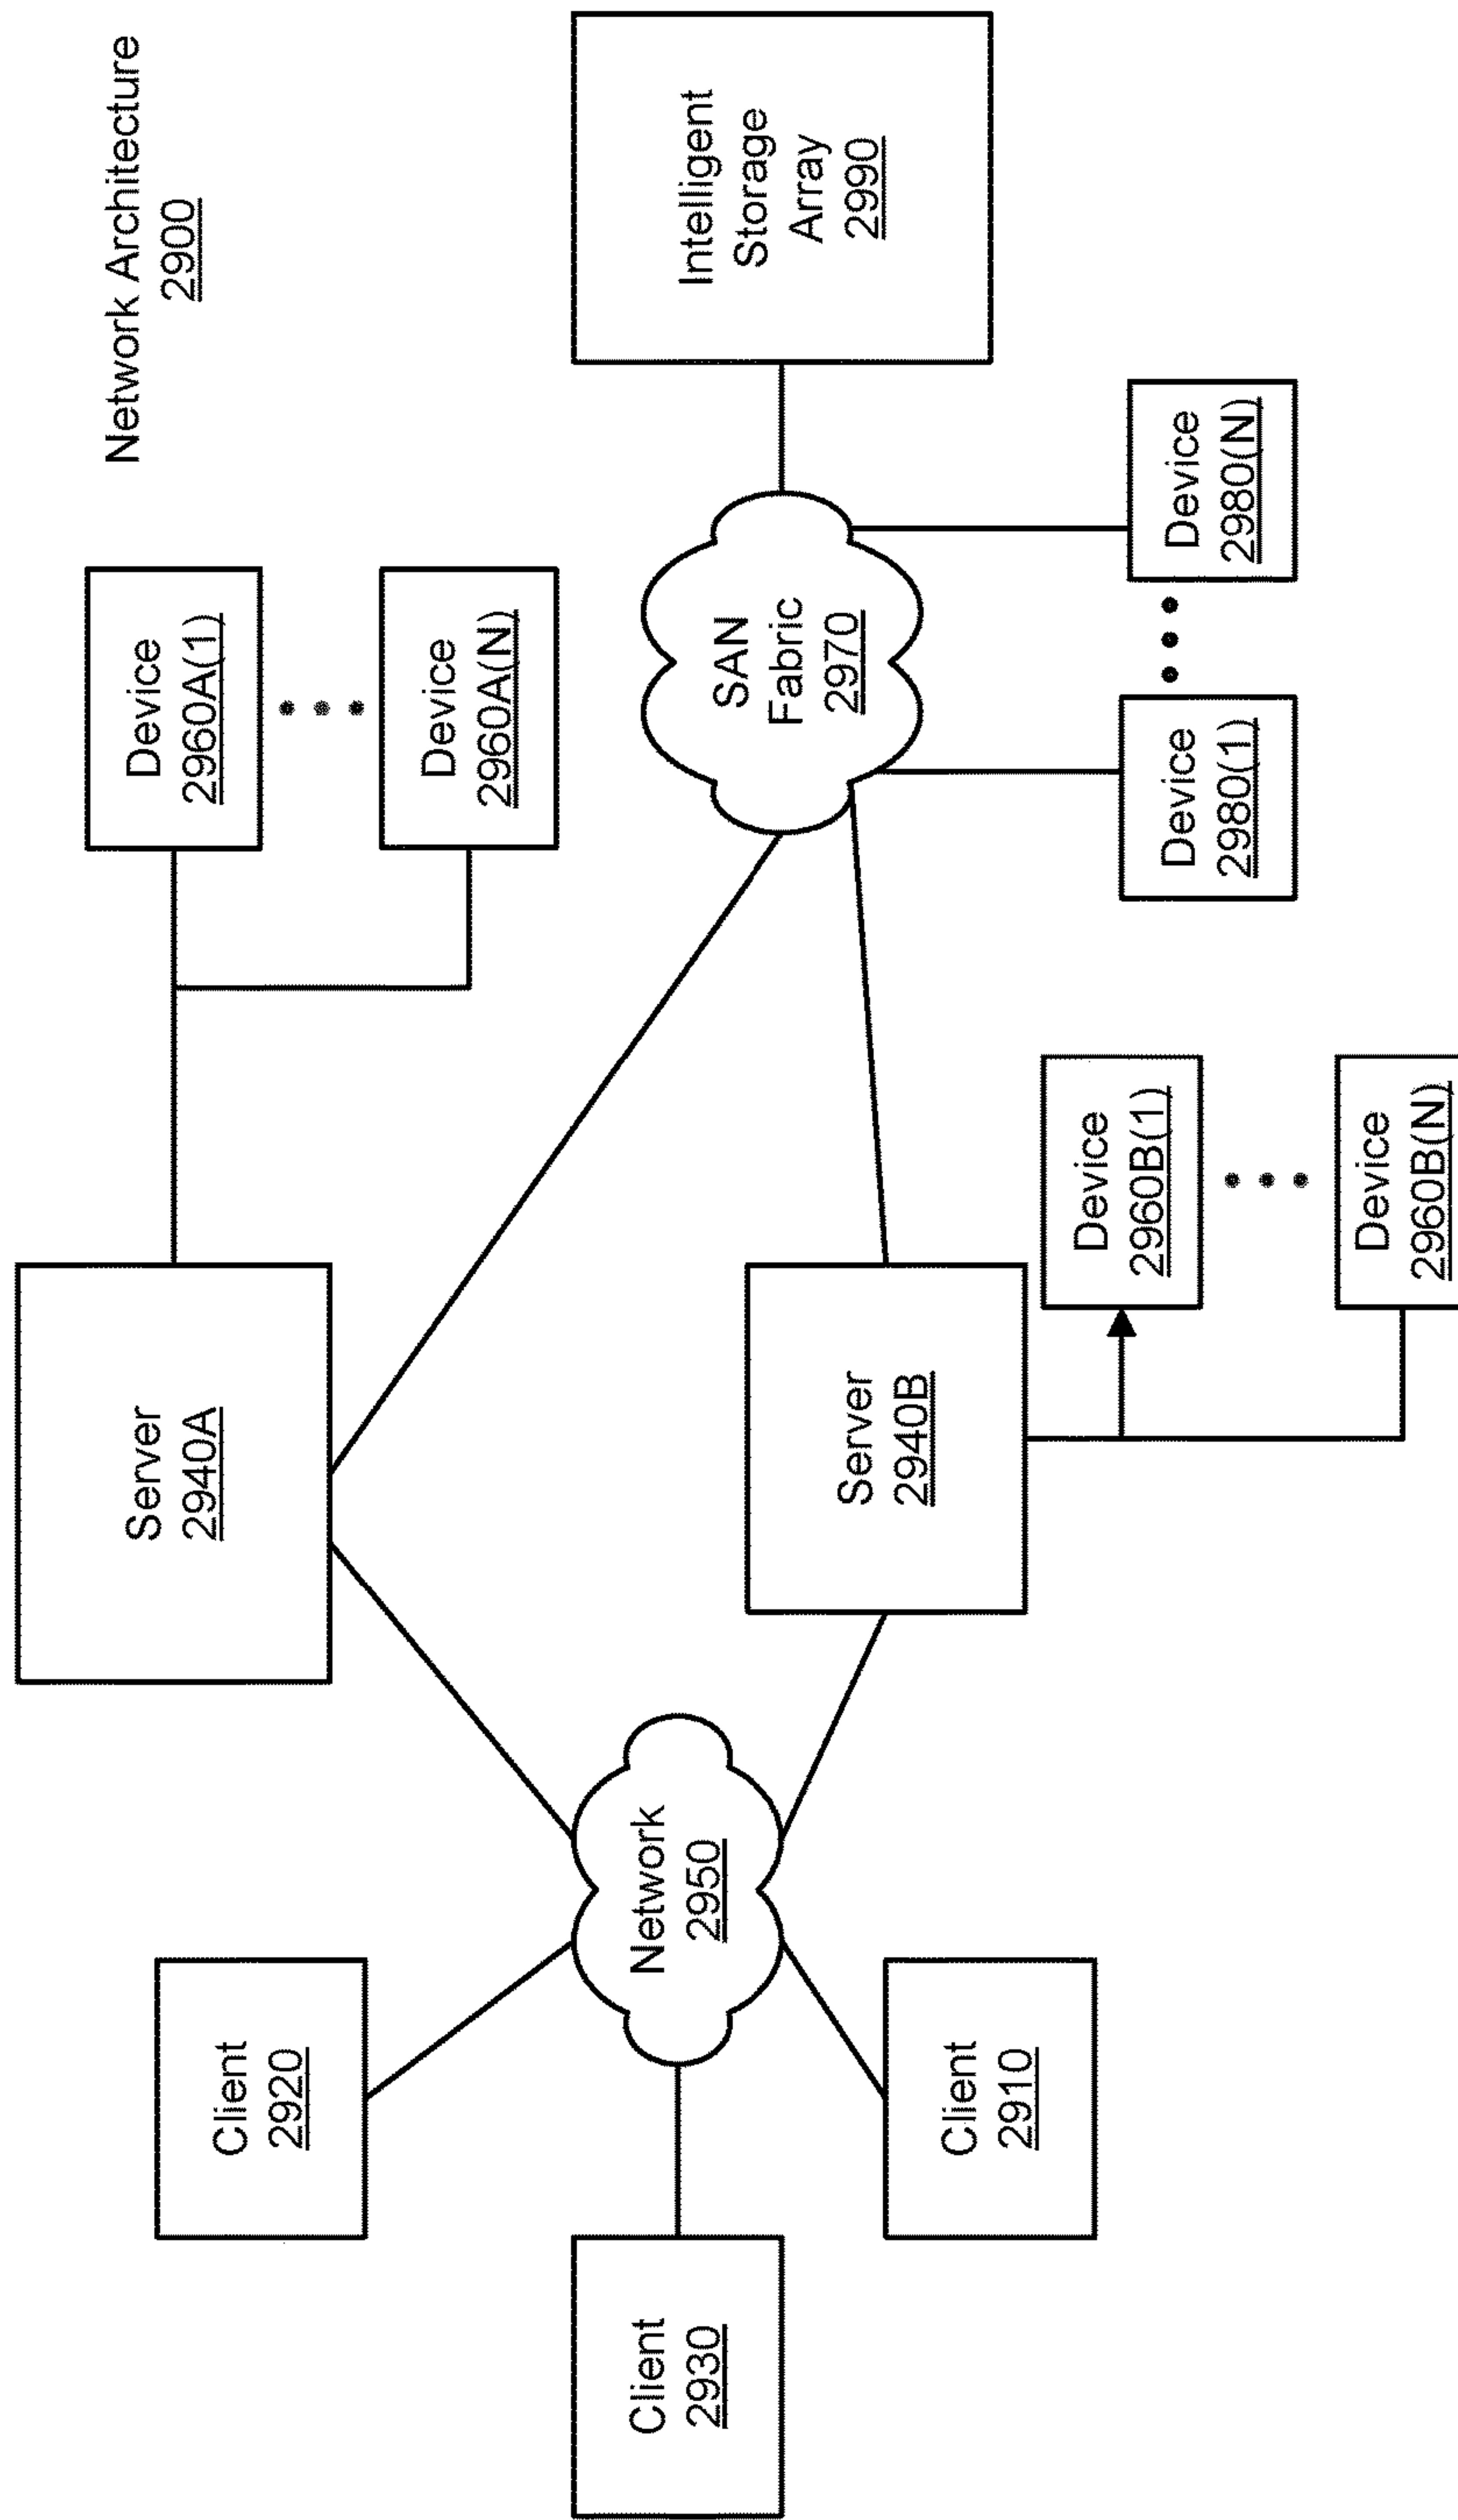 Network Architecture
2900
Client
2920
Client
2930
Client
2910
Network
2950
Server
2940A
Server
2940B
Device
2960A(1)
Device
2960A(N)
Device
2960B(1)
Device
2960B(N)
SAN
Fabric
2970
Device
2980(1)
Device
2980(N)
Intelligent
Storage
Array
2990